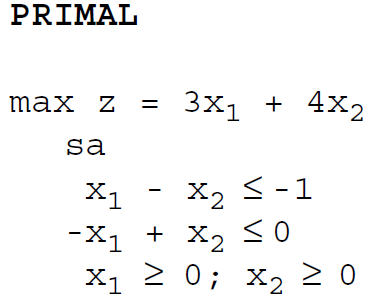 PRIMAL
max z = 3x₁ + 4x₂
sa
x₁ - x₂ ≤ -1
-x₁ + x₂ ≤ 0
x₁ ≥ 0; x₂ ≥ 0